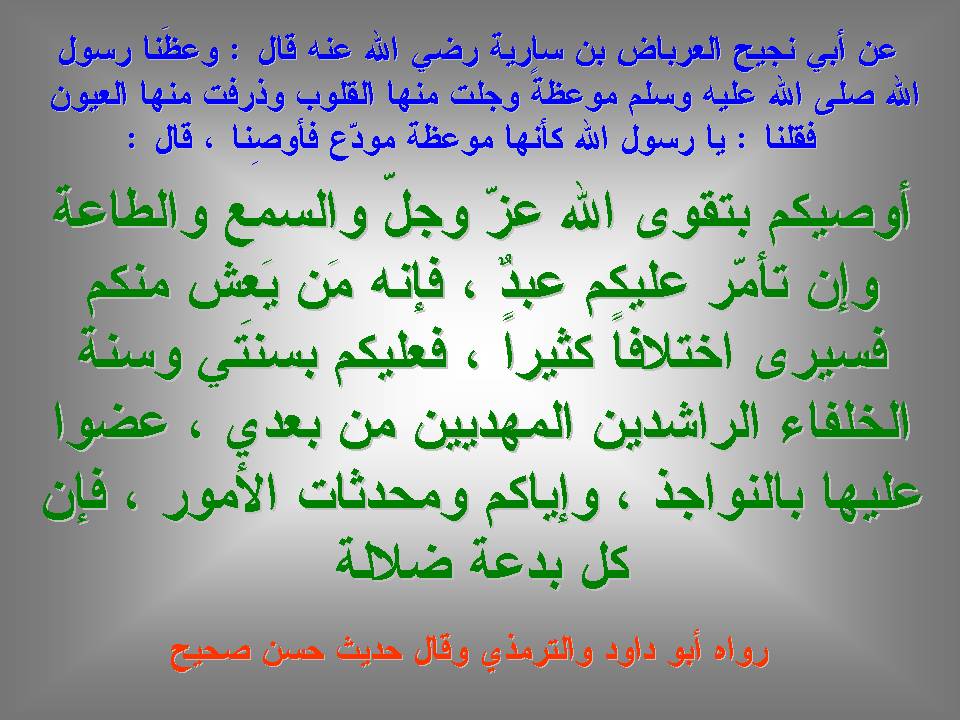 عن أبي نجيح العرباض بن سارية رضي الله عنه قال : وعظَنا رسول
الله صلى الله عليه وسلم موعظةً وجلت منها القلوب وذرفت منها العيون
فقلنا : يا رسول الله كأنها موعظة مودّع فأوصِنا ، قال :
أوصيكم بتقوى الله عزّ وجلّ والسمع والطاعة
وإن تأمّر عليكم عبدٌ ، فإنه مَن يَعش منكم
فسيرى اختلافاً كثيراً ، فعليكم بسنتَي وسنة
الخلفاء الراشدين المهديين من بعدي ، عضوا
عليها بالنواجذ ، وإياكم ومحدثات الأمور ، فإن
كل بدعة ضلالة
رواه أبو داود والترمذي وقال حديث حسن صحيح